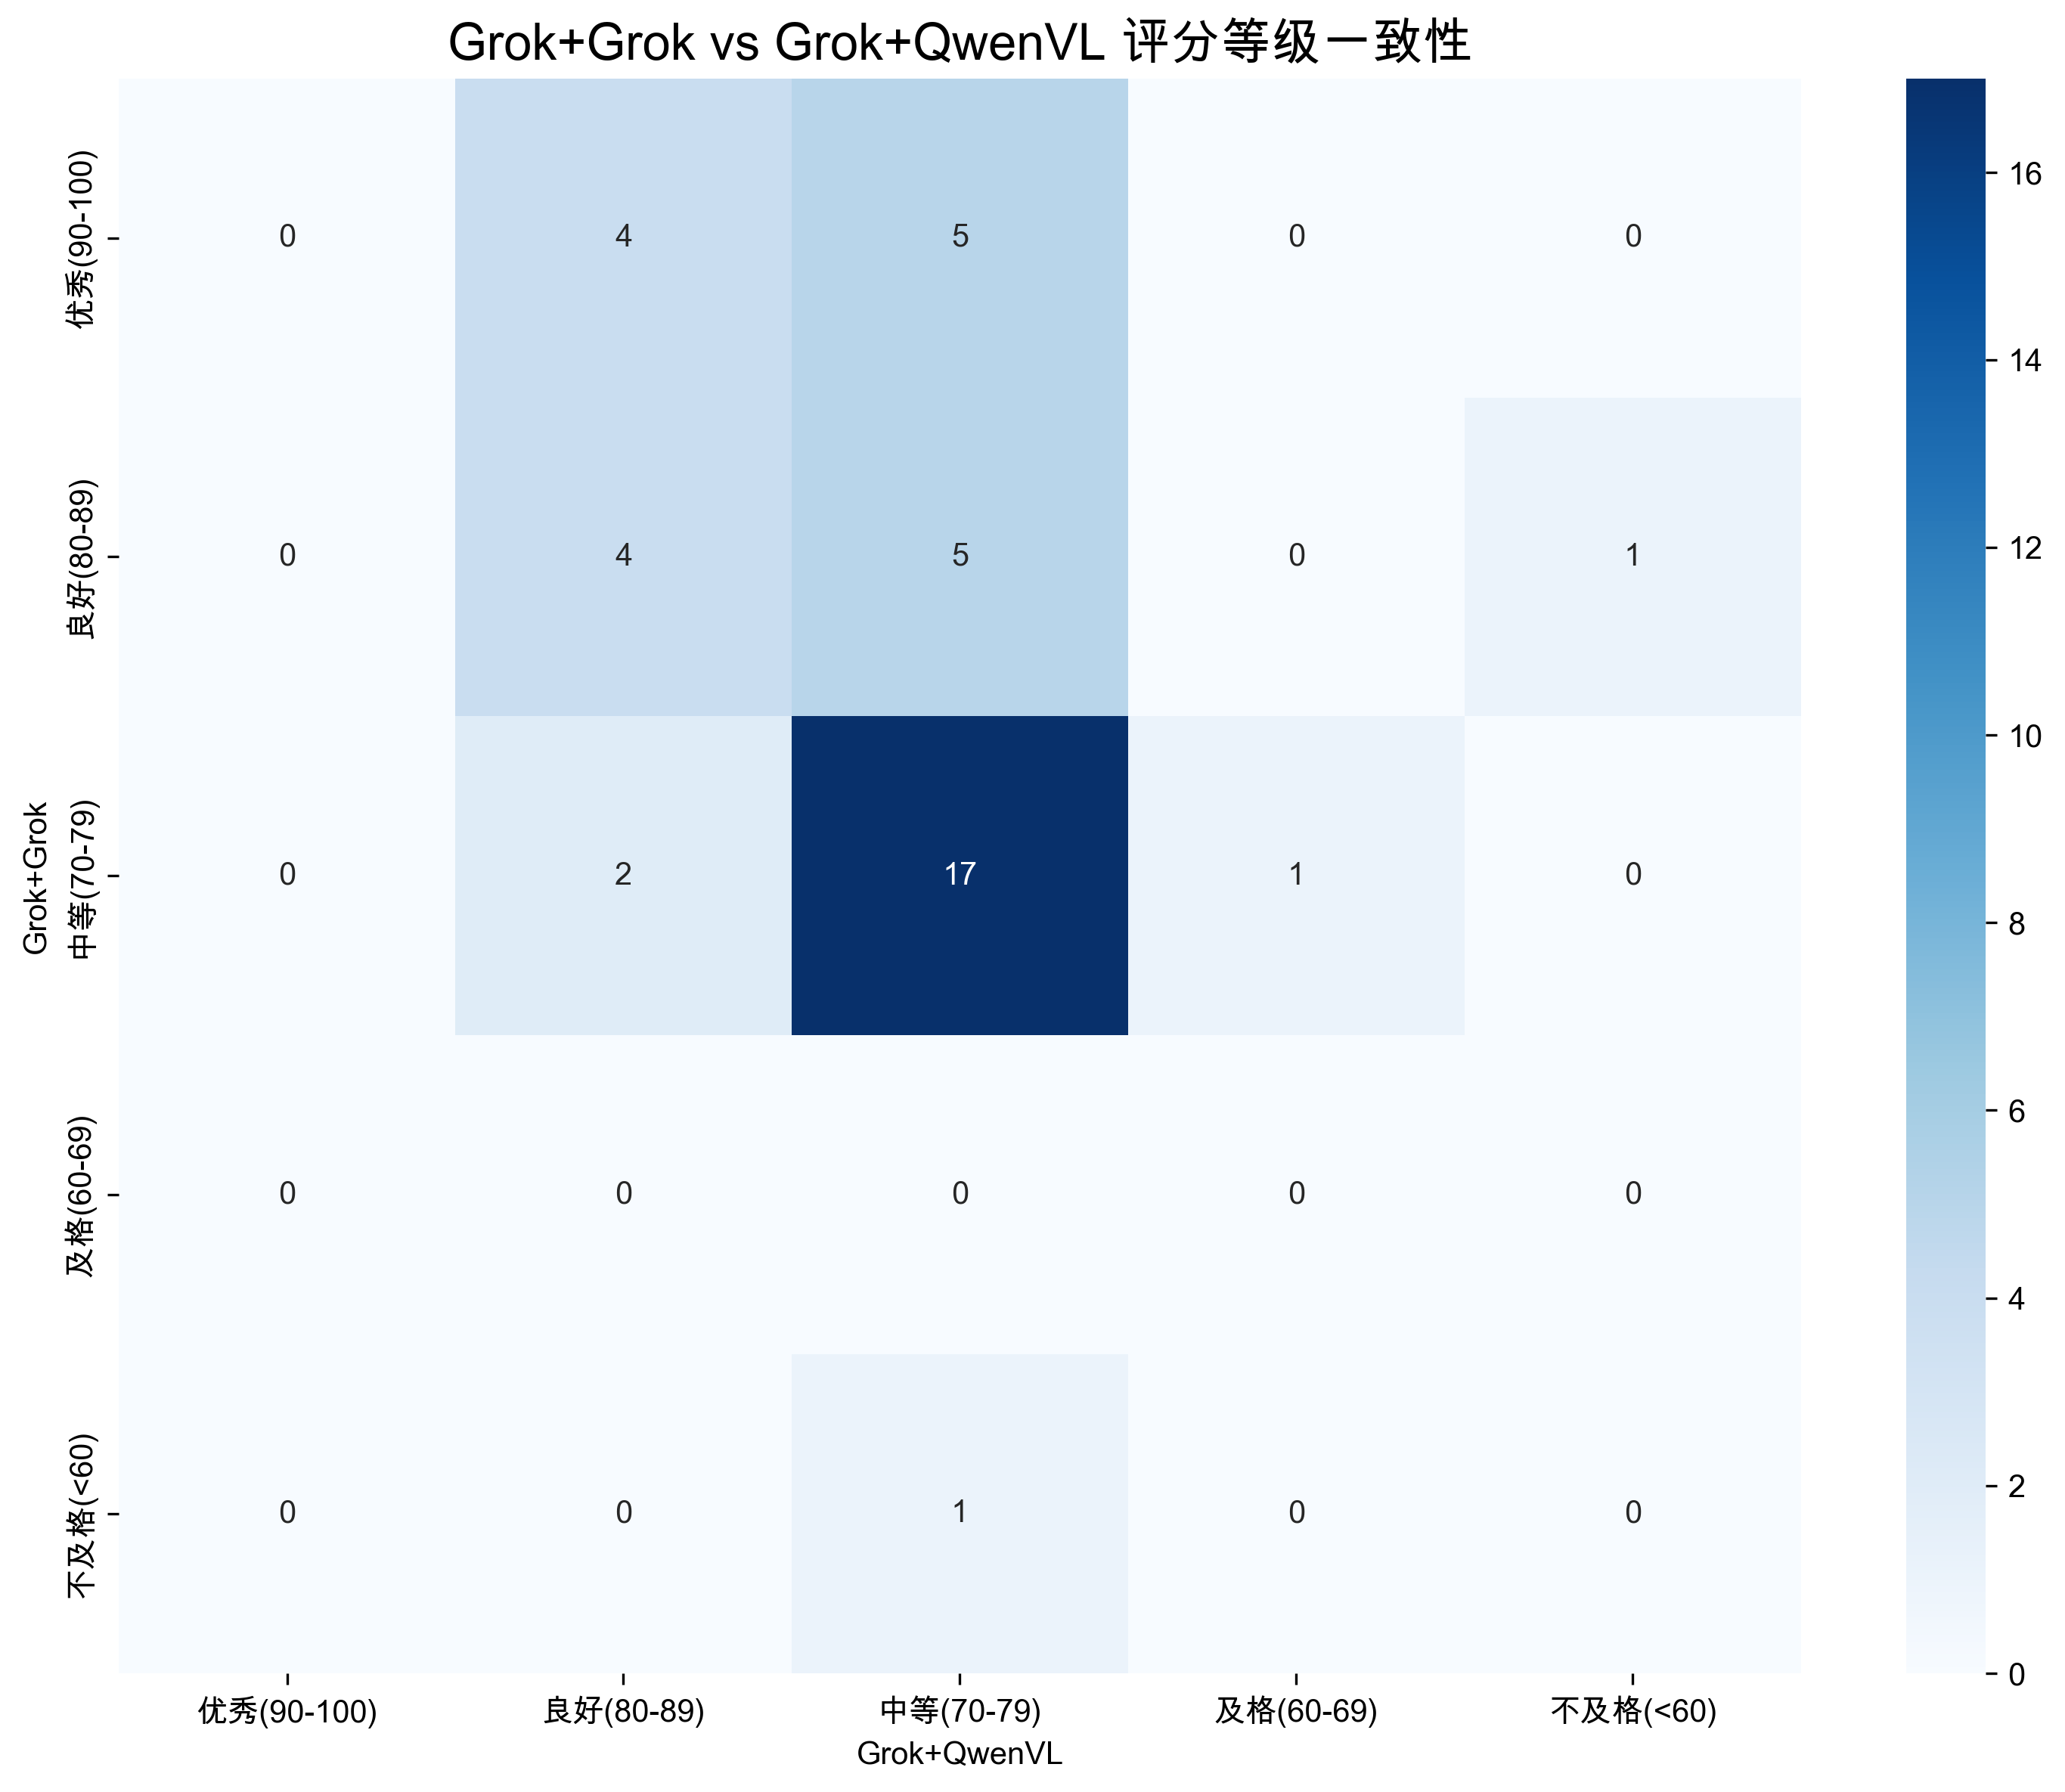 Grok+Grok vs Grok+QwenVL 评分等级一致性
Grok+Grok
优秀(90-100)
0 4 5 0 0
良好(80-89)
0 4 5 0 1
中等(70-79)
0 2 17 1 0
及格(60-69)
0 0 0 0 0
不及格(<60)
0 0 1 0 0
优秀(90-100) 良好(80-89) 中等(70-79) 及格(60-69) 不及格(<60)
Grok+QwenVL
16
14
12
10
8
6
4
2
0